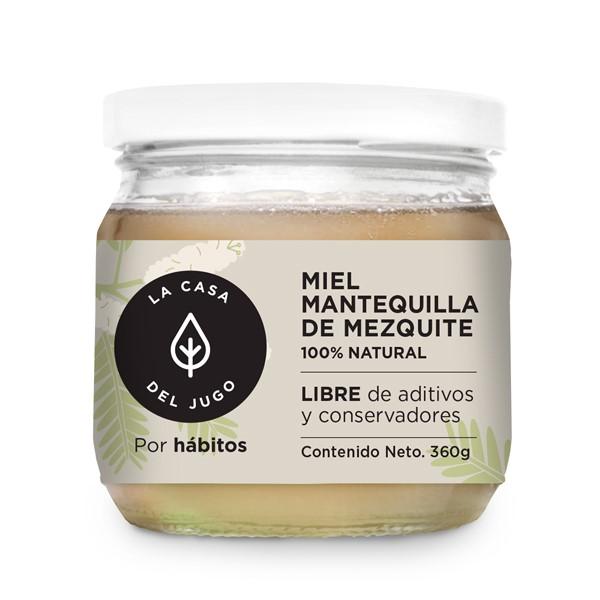 LA CASA
DEL JUGO
Por hábitos
MIEL
MANTEQUILLA
DE MEZQUITE
100% NATURAL
LIBRE de aditivos
y conservadores
Contenido Neto. 360g